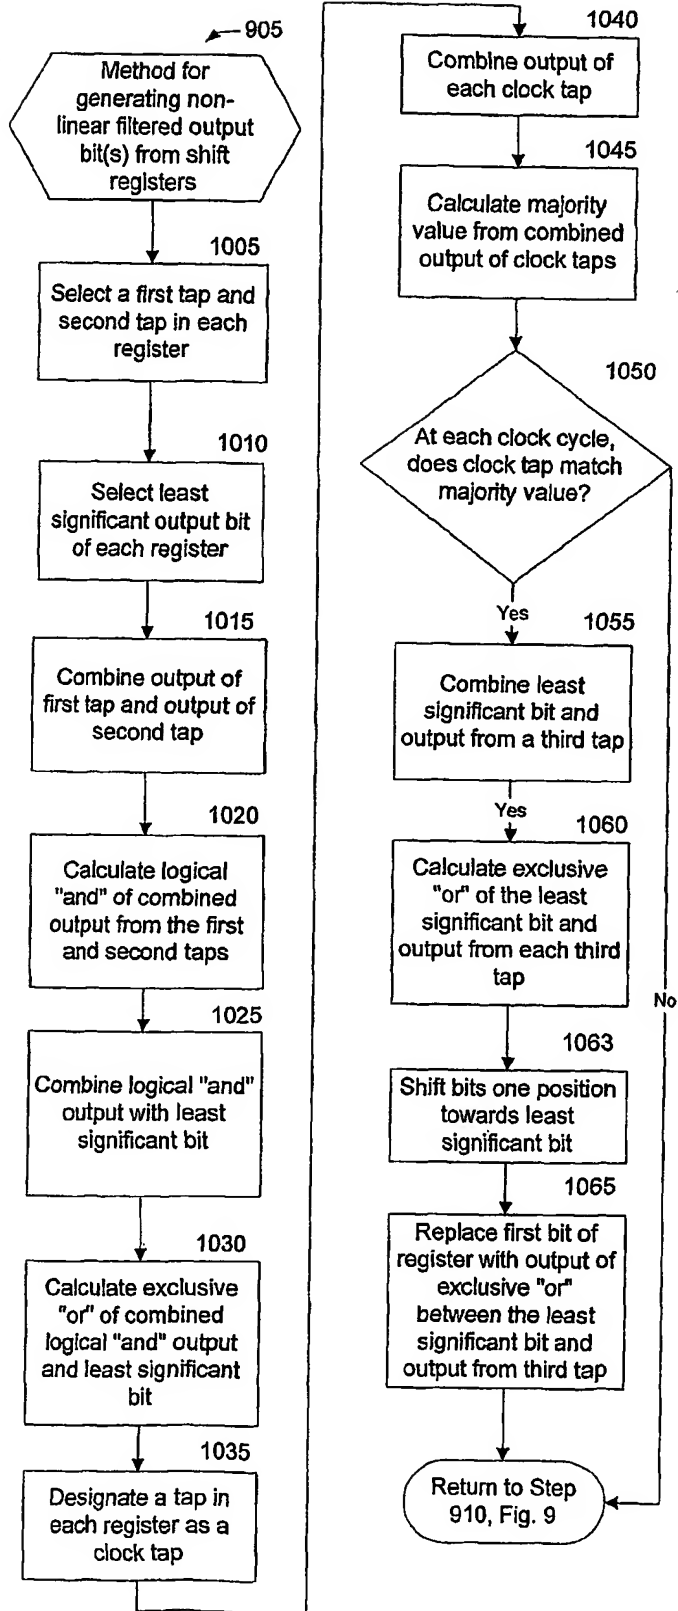 905
Method for
generating non-
linear filtered output
bit(s) from shift
registers
1005
Select a first tap and
second tap in each
register
1010
Select least
significant output bit
of each register
1015
Combine output of
first tap and output of
second tap
1020
Calculate logical
"and" of combined
output from the first
and second taps
1025
Combine logical "and"
output with least
significant bit
1030
Calculate exclusive
"or" of combined
logical "and" output
and least significant
bit
1035
Designate a tap in
each register as a
clock tap
1040
Combine output of
each clock tap
1045
Calculate majority
value from combined
output of clock taps
1050
At each clock cycle,
does clock tap match
majority value?
Yes
1055
Combine least
significant bit and
output from a third tap
Yes
1060
Calculate exclusive
"or" of the least
significant bit and
output from each third
tap
No
1063
Shift bits one position
towards least
significant bit
1065
Replace first bit of
register with output of
exclusive "or"
between the least
significant bit and
output from third tap
Return to Step
910, Fig. 9